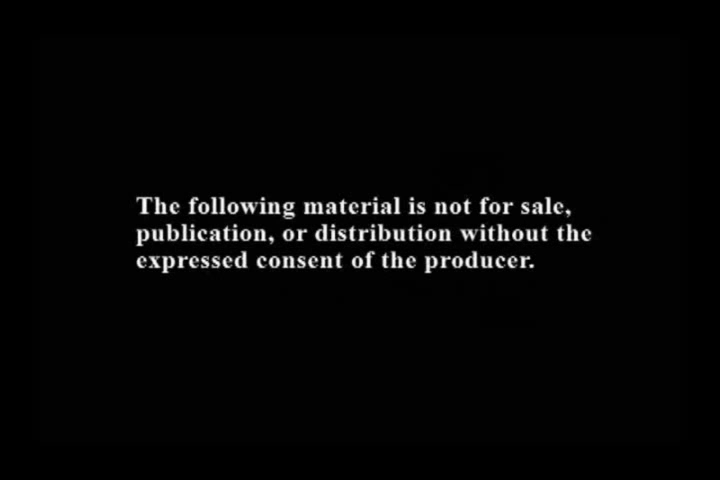 The following material is not for sale,
publication, or distribution without the
expressed consent of the producer.